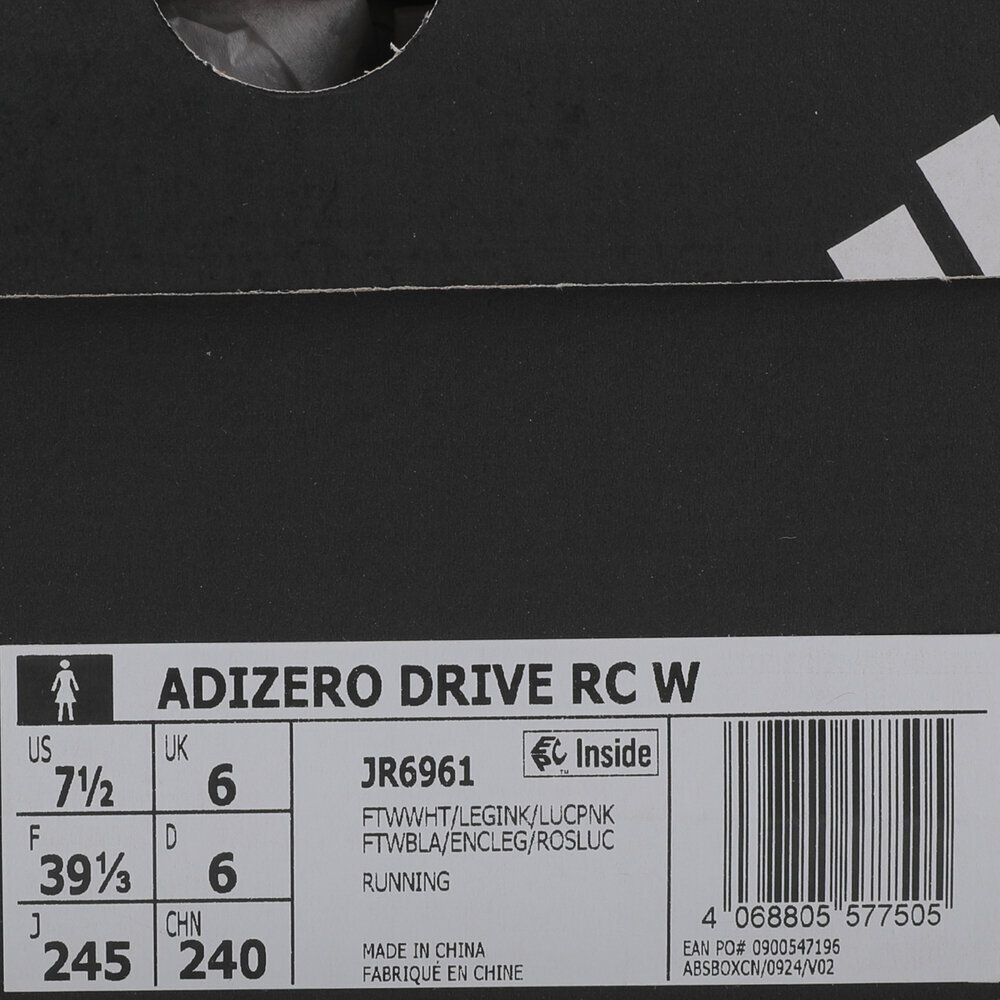 ADIZERO DRIVE RC W
US 7½
UK 6
F 39⅓
D 6
J 245
CHN 240
JR6961
Inside
FTWWHT/LEGINK/LUCPNK
FTWBLA/ENCLEG/ROSLUC
RUNNING
MADE IN CHINA
FABRIQUÉ EN CHINE
4 068805 577505
EAN PO# 0900547196
ABSBOXCN/0924/V02